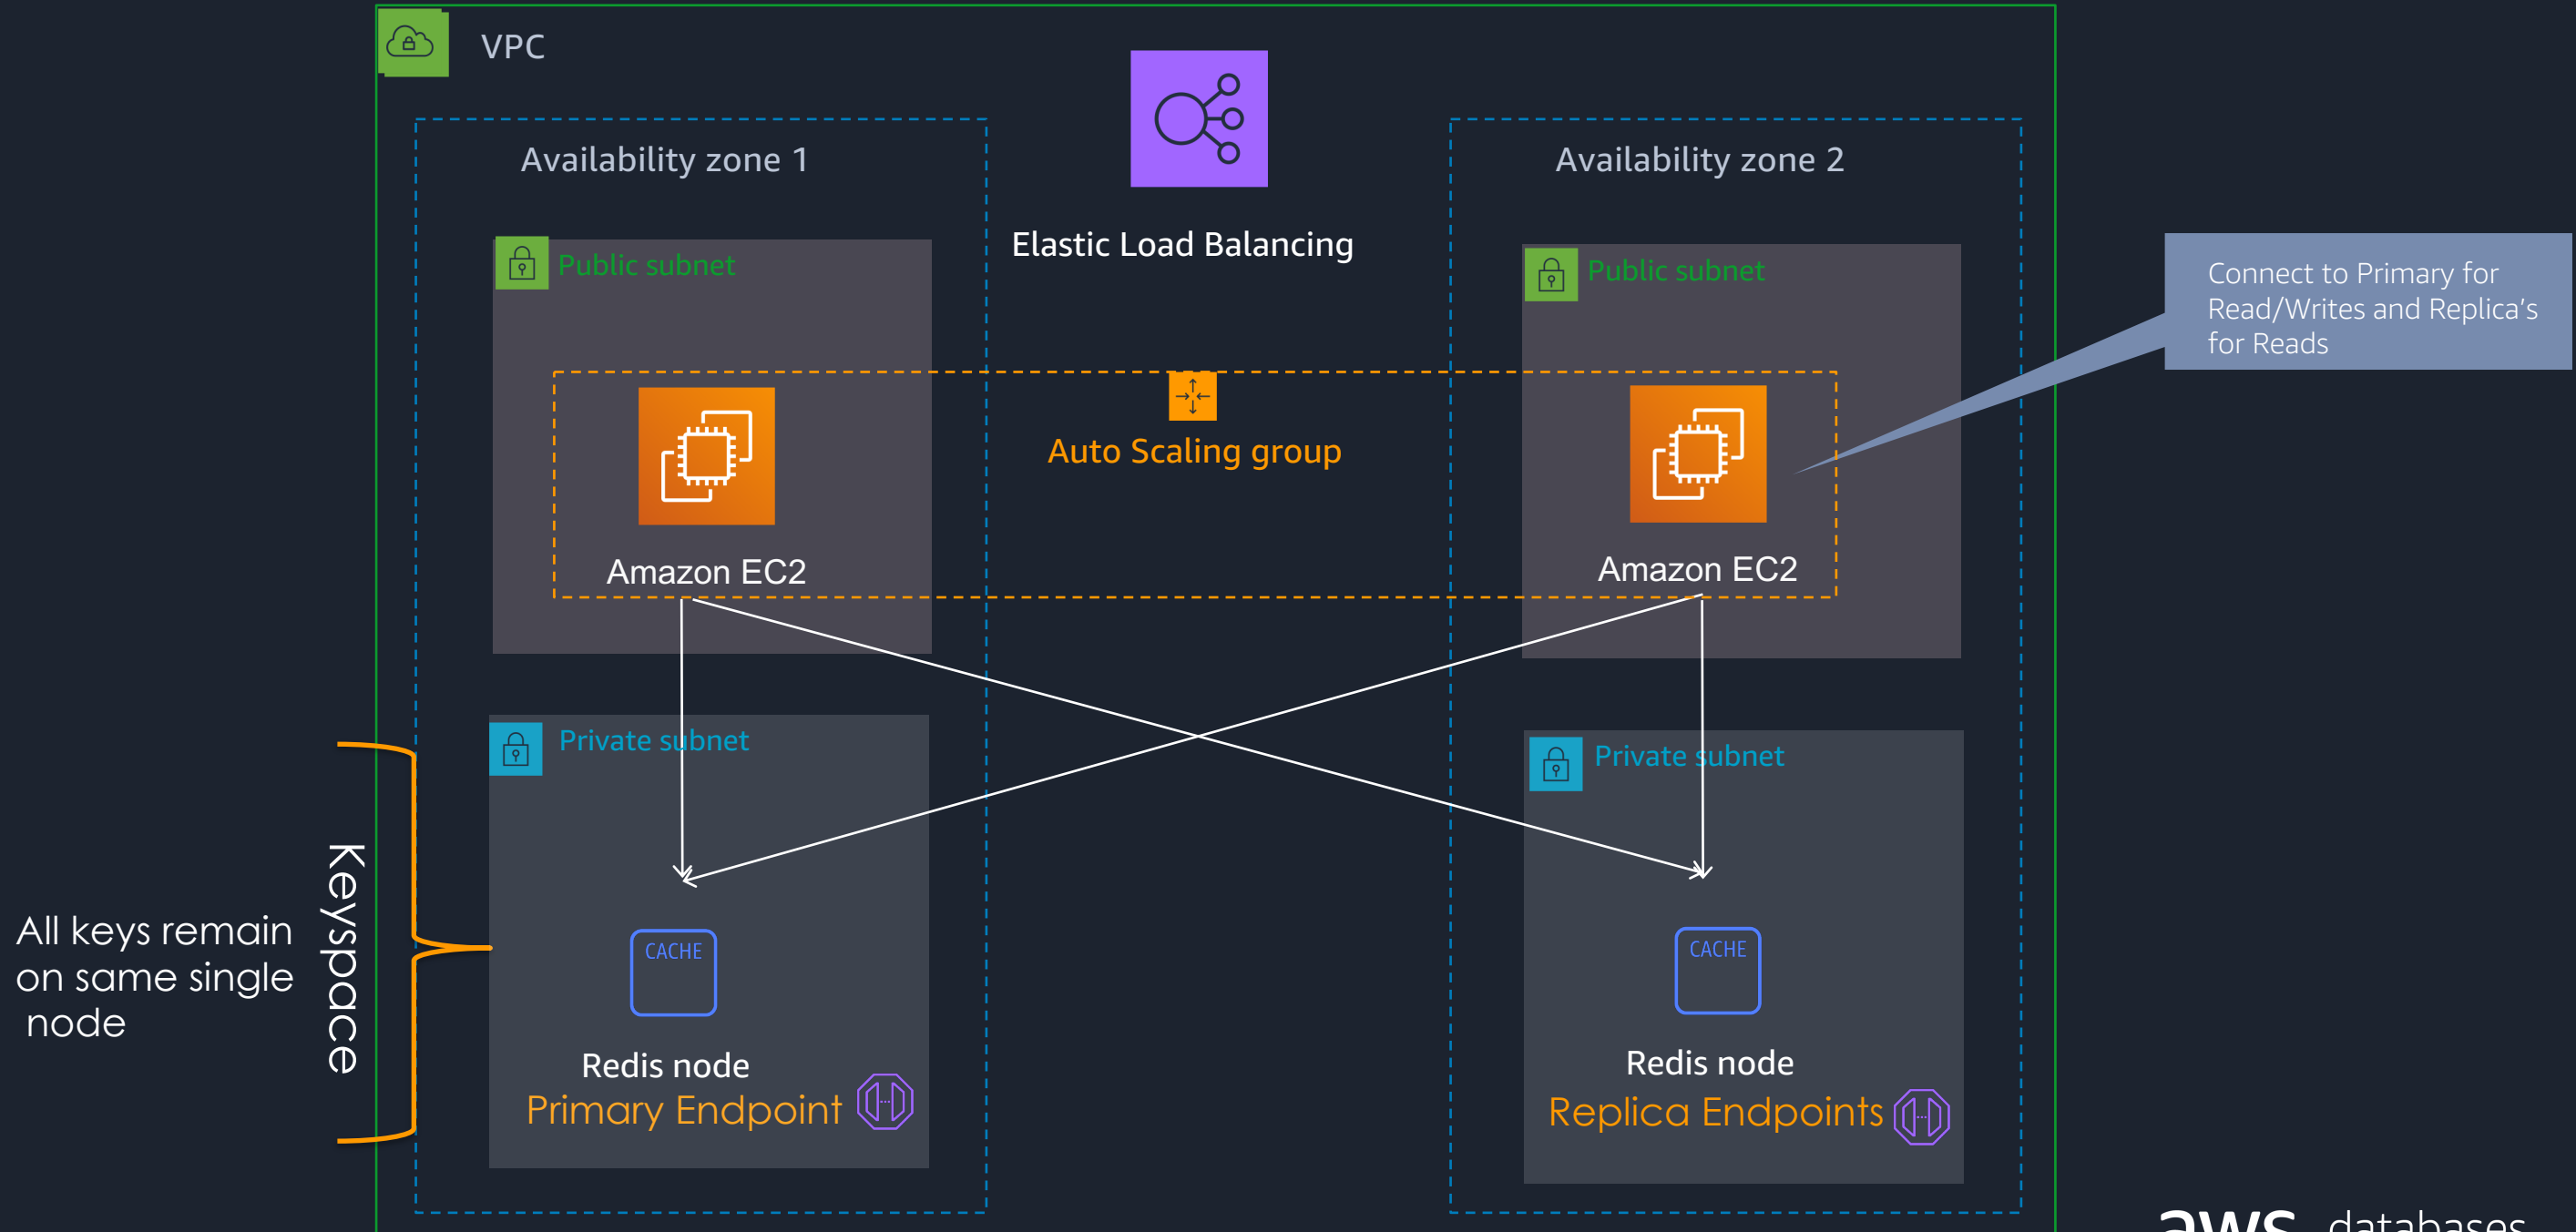 VPC
Availability zone 1
Availability zone 2
Elastic Load Balancing
Public subnet
Public subnet
Connect to Primary for
Read/Writes and Replica's
for Reads
Auto Scaling group
Amazon EC2
Amazon EC2
Private subnet
Private subnet
Keyspace
All keys remain
on same single
node
CACHE
CACHE
Redis node
Primary Endpoint
Redis node
Replica Endpoints
aws databases